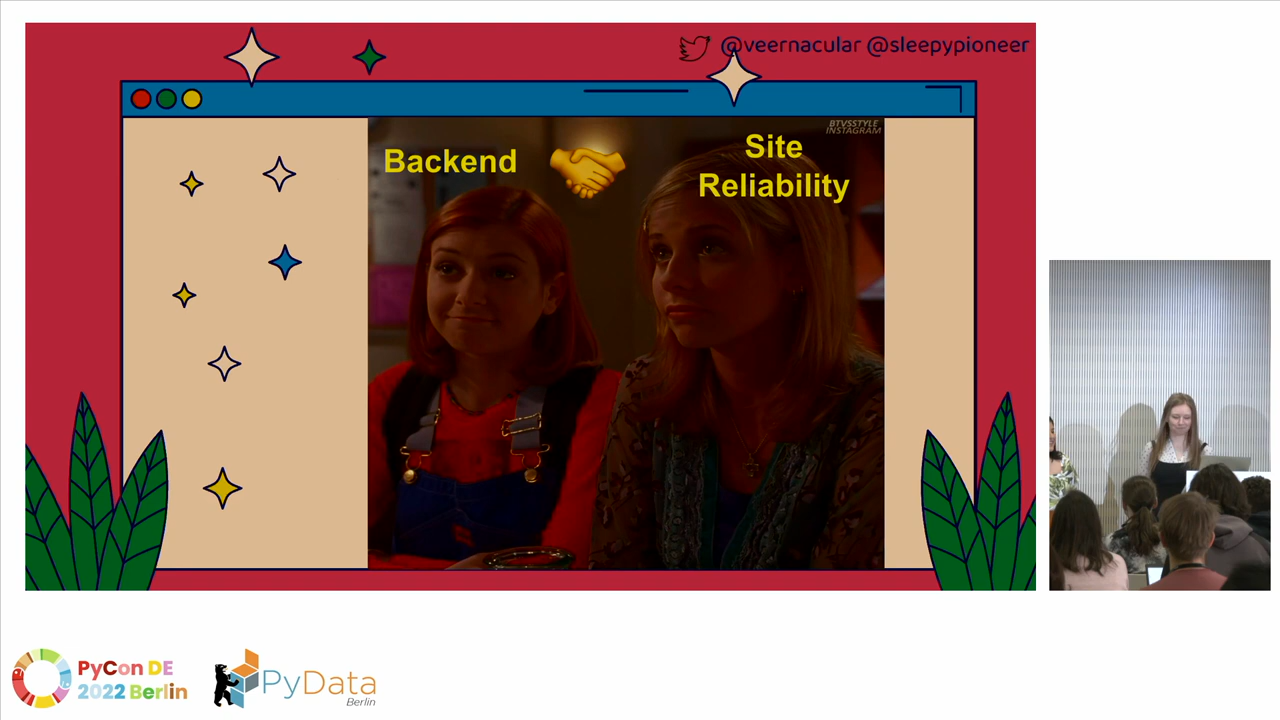 @veernacular @sleepypioneer
BTVSSTYLE
INSTAGRAM
Backend
Site
Reliability
PyCon DE
2022 Berlin
PyData
Berlin